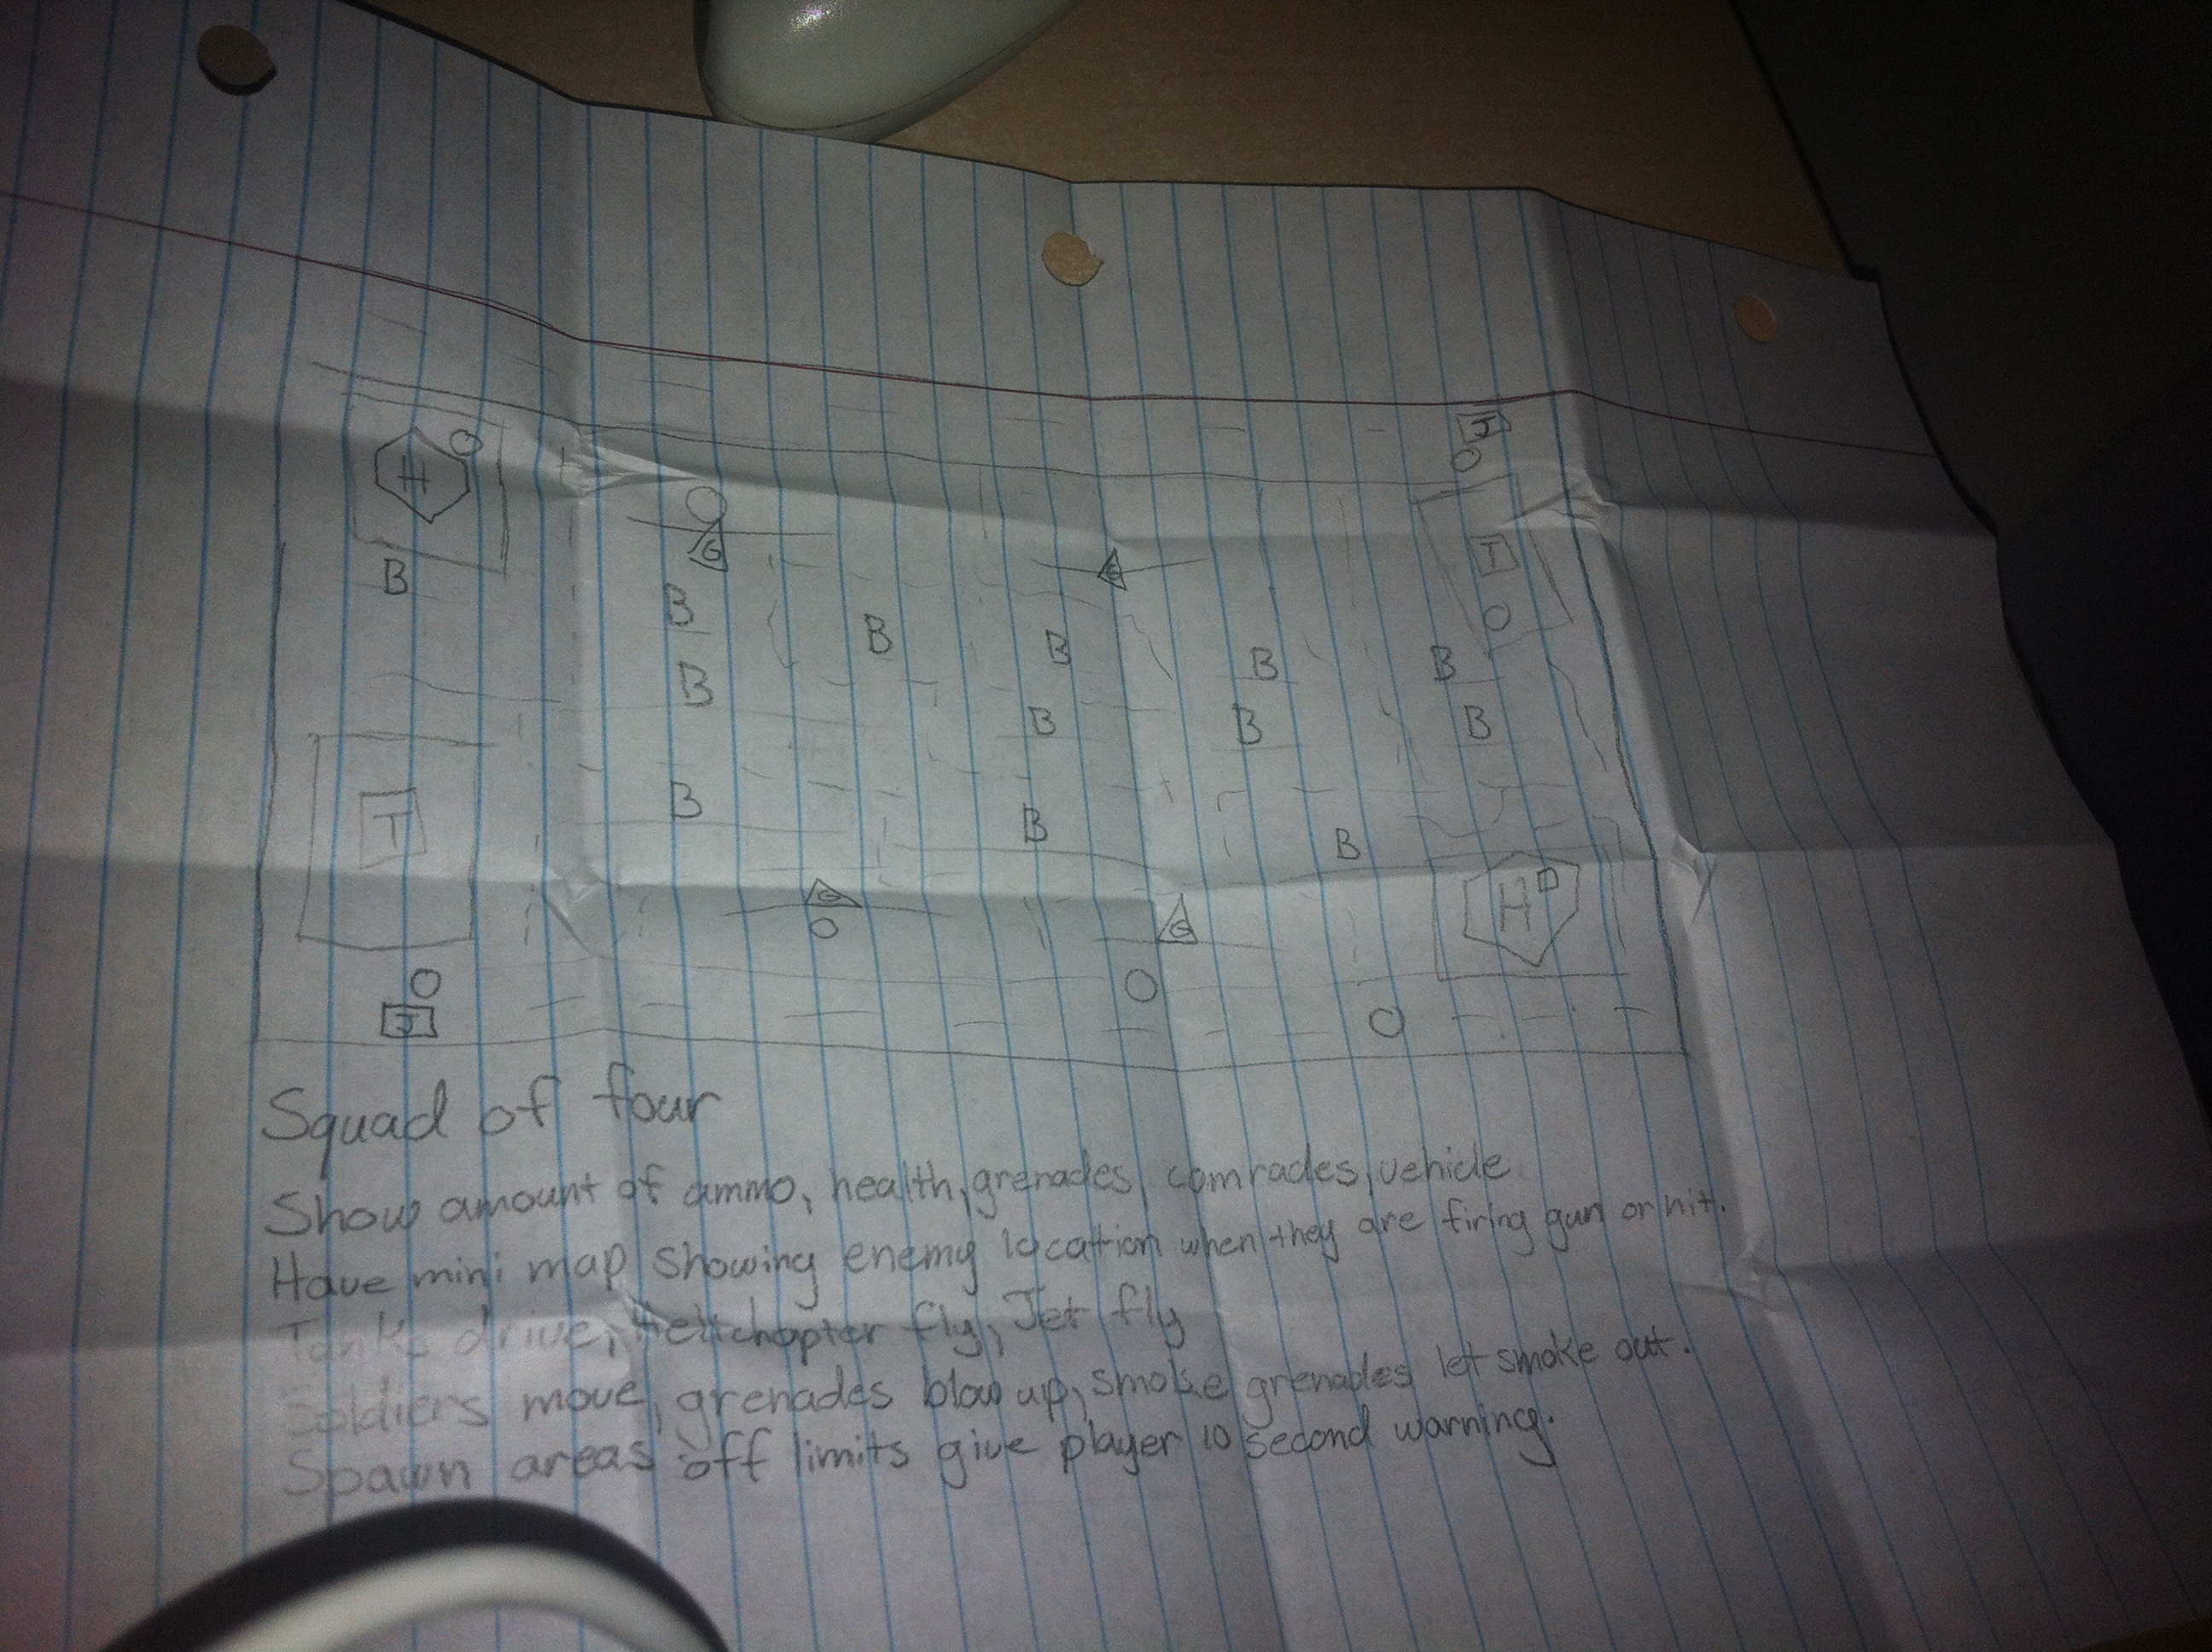 J
H
G
G
T
B
B
B
B
B
B
B
B
B
B
B
T
B
B
B
H
G
G
J
Squad of four
Show amount of ammo, health, grenades, comrades, vehicle
Have mini map showing enemy location when they are firing gun or hit.
Tanks drive, Hellichopter fly, Jet fly
Soldiers move, grenades blow up, smoke grenades let smoke out.
Spawn areas off limits give player 10 second warning.